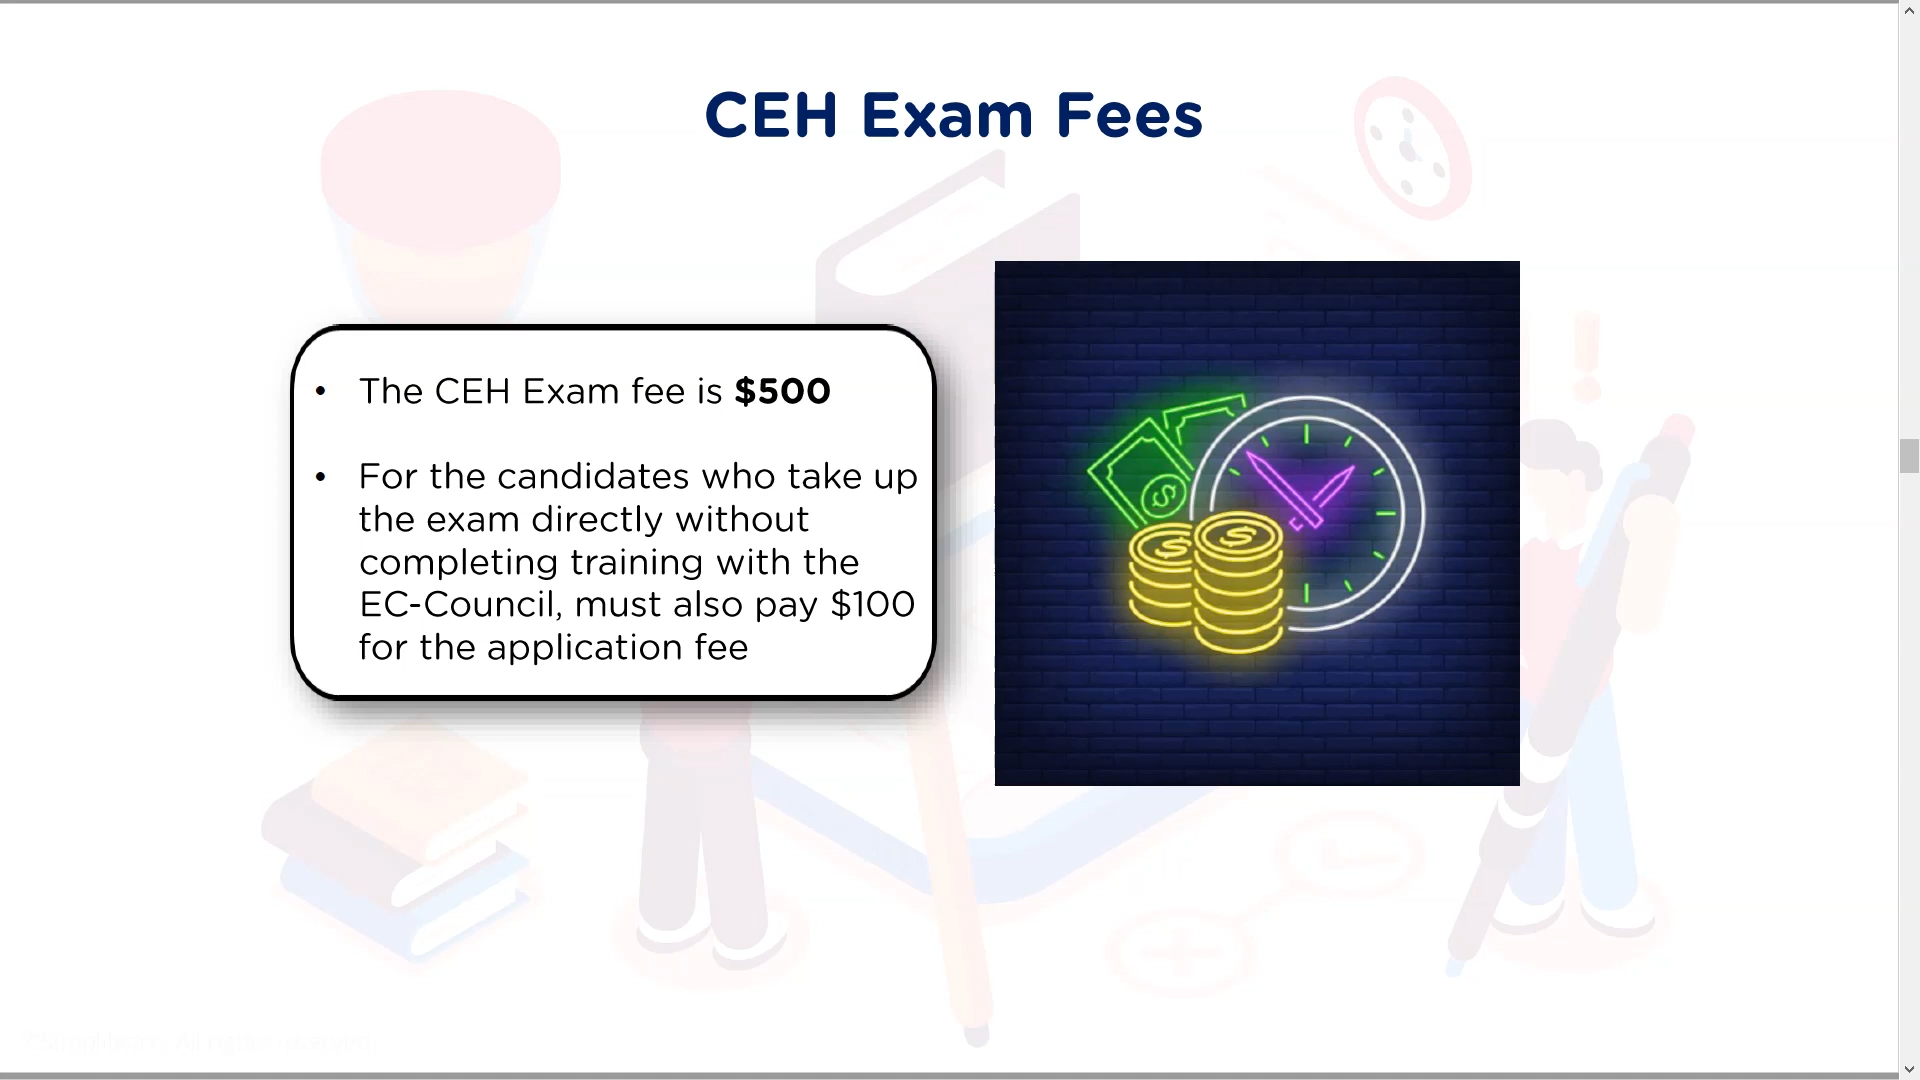 CEH Exam Fees
• The CEH Exam fee is $500
• For the candidates who take up
the exam directly without
completing training with the
EC-Council, must also pay $100
for the application fee